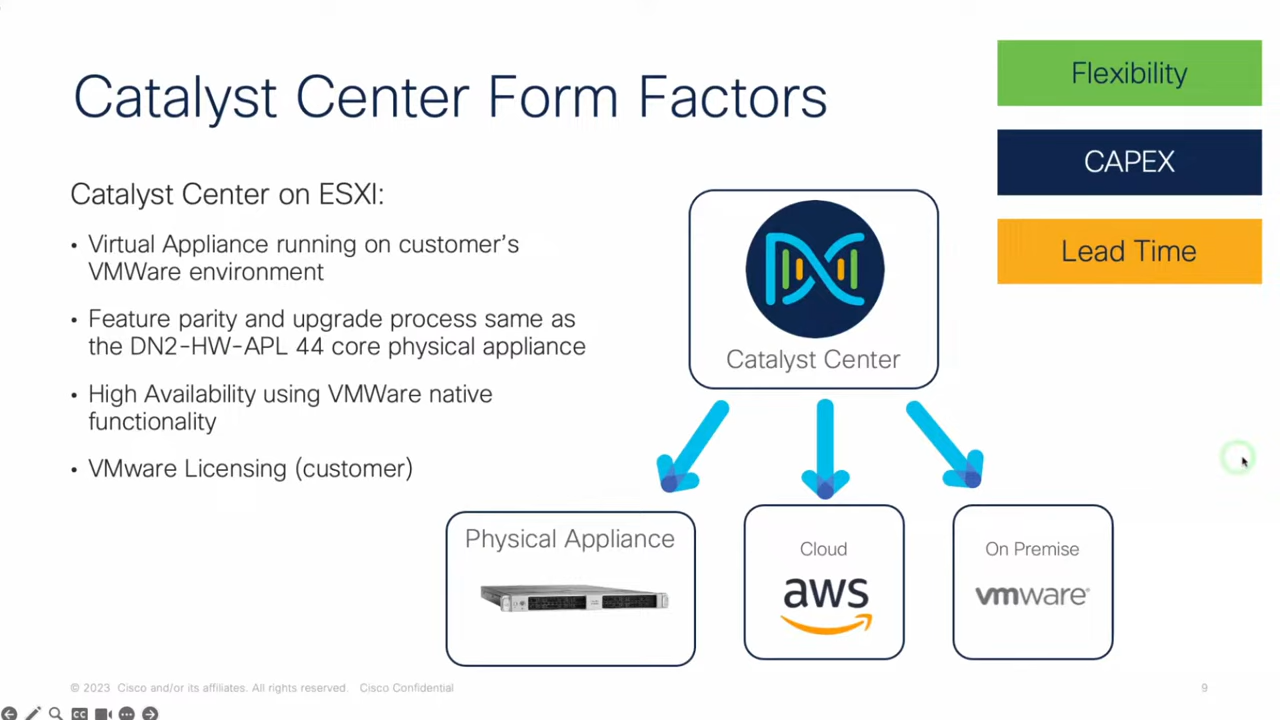 Catalyst Center Form Factors
Flexibility
CAPEX
Lead Time
Catalyst Center on ESXI:
• Virtual Appliance running on customer's
VMWare environment
• Feature parity and upgrade process same as
the DN2-HW-APL 44 core physical appliance
• High Availability using VMWare native
functionality
• VMware Licensing (customer)
Catalyst Center
Physical Appliance
Cloud
aws
On Premise
vmware®
© 2023 Cisco and/or its affiliates. All rights reserved. Cisco Confidential
9
CC